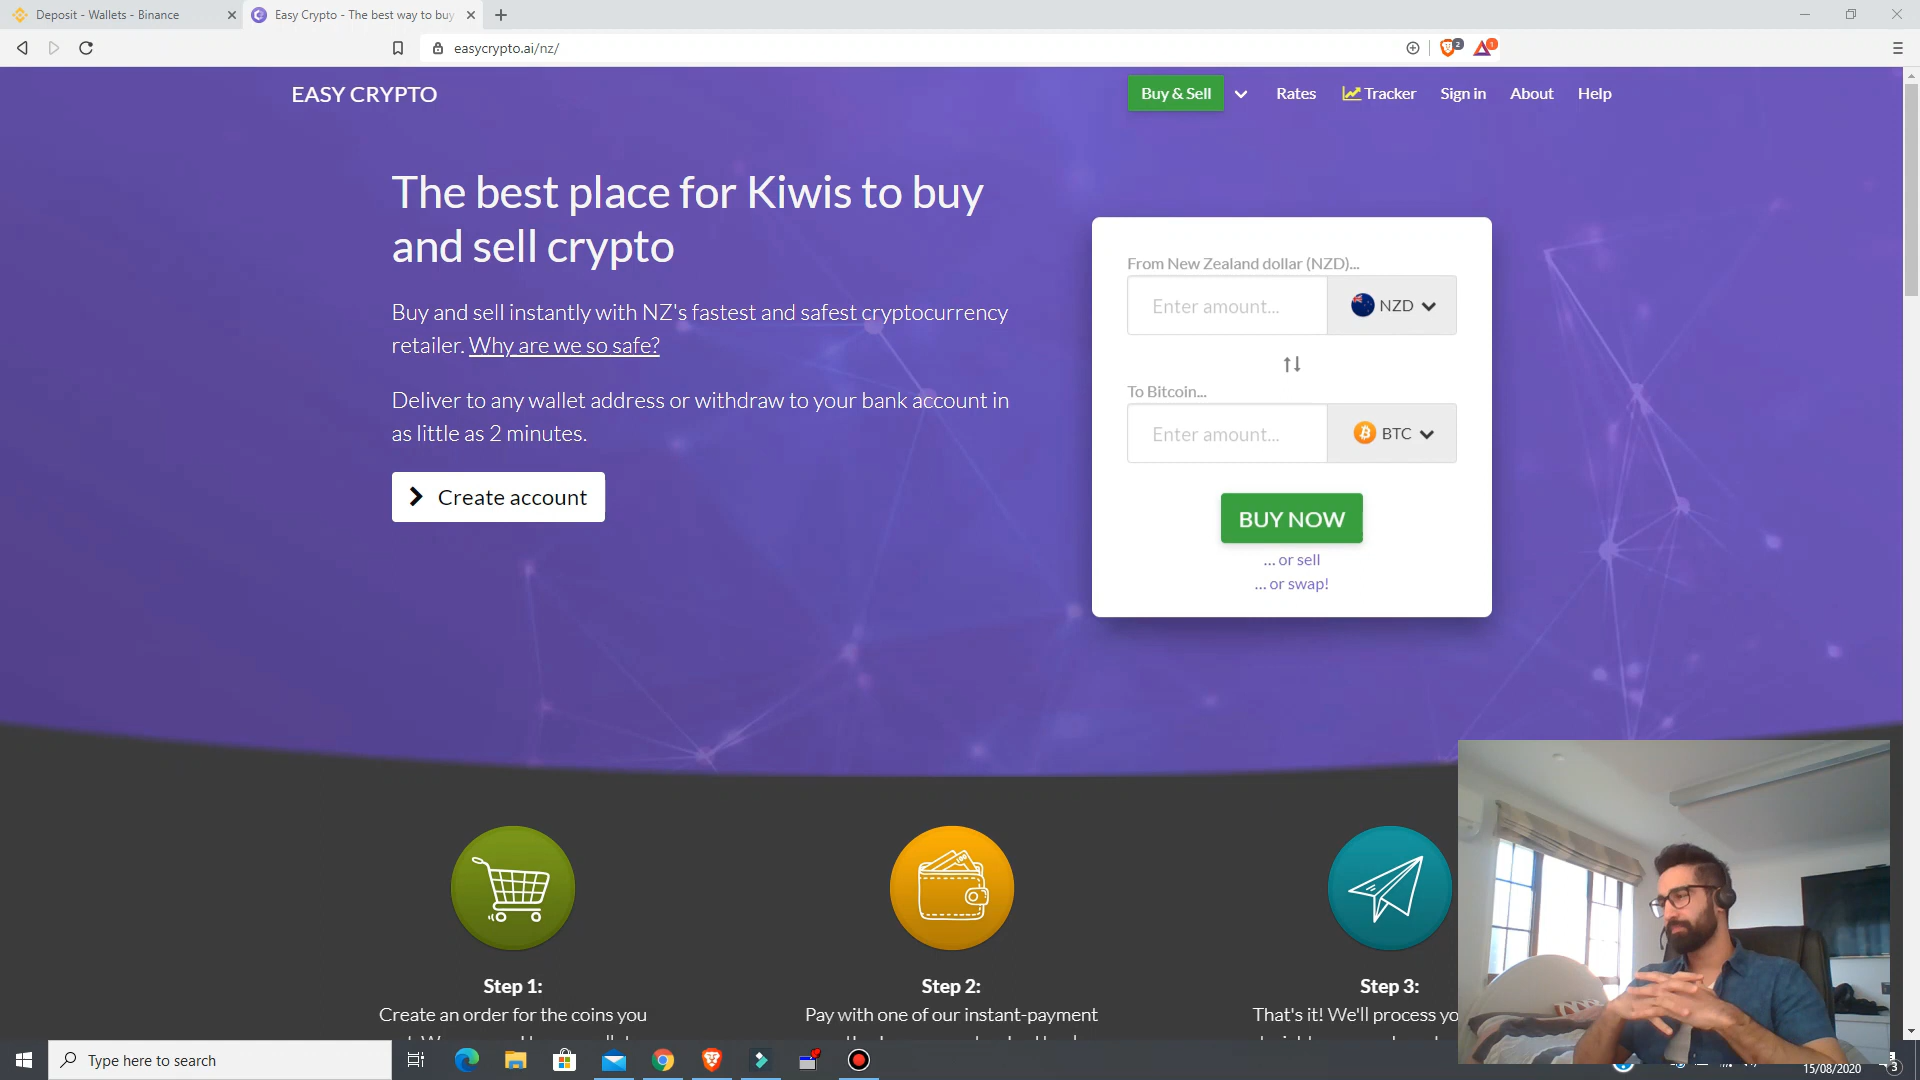 Deposit - Wallets - Binance
Easy Crypto - The best way to buy
easycrypto.ai/nz/
2
1
EASY CRYPTO
Buy & Sell
Rates
Tracker
Sign in
About
Help
The best place for Kiwis to buy
and sell crypto
Buy and sell instantly with NZ's fastest and safest cryptocurrency
retailer. Why are we so safe?
Deliver to any wallet address or withdraw to your bank account in
as little as 2 minutes.
Create account
From New Zealand dollar (NZD)...
Enter amount...
NZD
To Bitcoin...
Enter amount...
BTC
BUY NOW
... or sell
... or swap!
Step 1:
Create an order for the coins you
Step 2:
Pay with one of our instant-payment
Step 3:
That's it! We'll process yo
Type here to search
15/08/2020
3